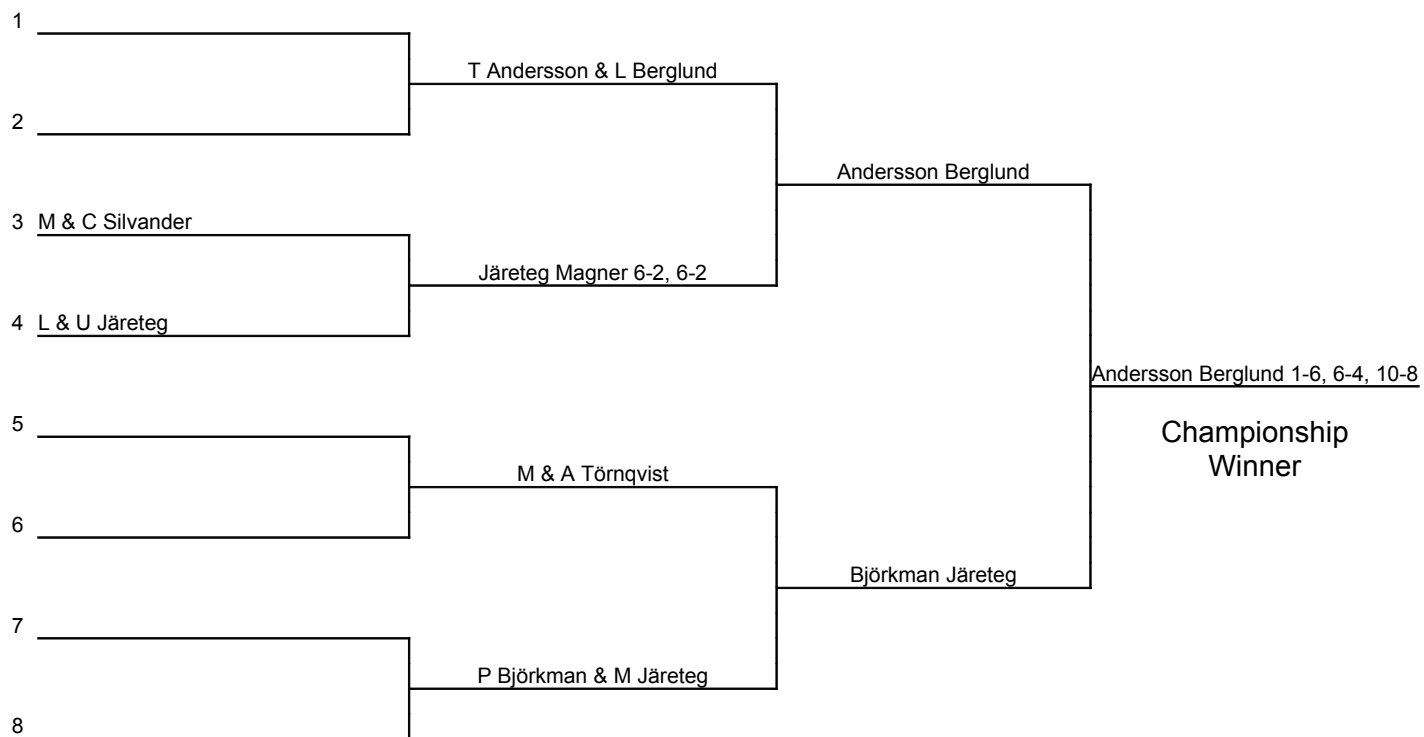 1
T Andersson & L Berglund
2
Andersson Berglund
3 M & C Silvander
Järeteg Magner 6-2, 6-2
4 L & U Järeteg
Andersson Berglund 1-6, 6-4, 10-8
5
Championship
Winner
M & A Törnqvist
6
Björkman Järeteg
7
P Björkman & M Järeteg
8